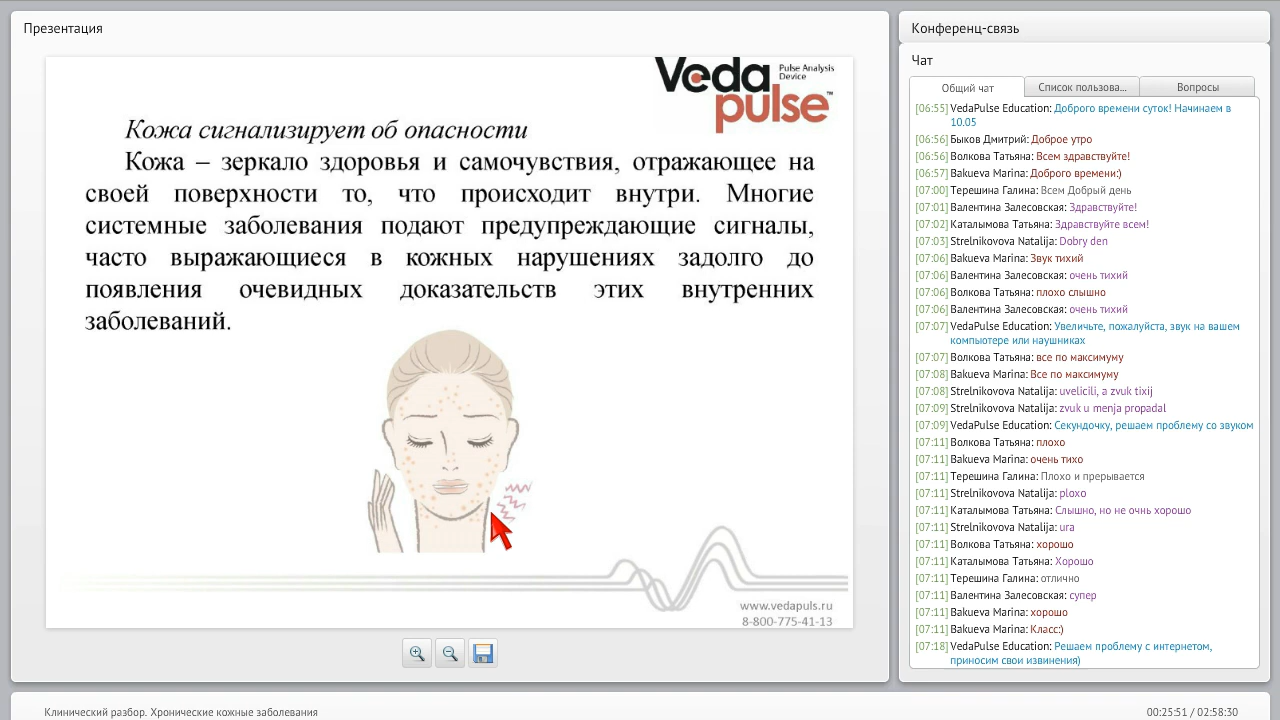 Презентация
Veda
pulse™
Pulse Analysis
Device
Кожа сигнализирует об опасности
Кожа – зеркало здоровья и самочувствия, отражающее на
своей поверхности то, что происходит внутри. Многие
системные заболевания подают предупреждающие сигналы,
часто выражающиеся в кожных нарушениях задолго до
появления очевидных доказательств этих внутренних
заболеваний.
www.vedapuls.ru
8-800-775-41-13
Конференц-связь
Чат
Общий чат
Список пользова...
Вопросы
[06:55] VedaPulse Education: Доброго времени суток! Начинаем в
10.05
[06:56] Быков Дмитрий: Доброе утро
[06:56] Волкова Татьяна: Всем здравствуйте!
[06:57] Bakueva Marina: Доброго времени:)
[07:00] Терешина Галина: Всем Добрый день
[07:01] Валентина Залесовская: Здравствуйте!
[07:02] Каталымова Татьяна: Здравствуйте всем!
[07:03] Strelnikovova Natalija: Dobry den
[07:06] Bakueva Marina: Звук тихий
[07:06] Валентина Залесовская: очень тихий
[07:06] Волкова Татьяна: плохо слышно
[07:06] Валентина Залесовская: очень тихий
[07:07] VedaPulse Education: Увеличьте, пожалуйста, звук на вашем
компьютере или наушниках
[07:07] Волкова Татьяна: все по максимуму
[07:08] Bakueva Marina: Все по максимуму
[07:08] Strelnikovova Natalija: uvelicili, a zvuk tixij
[07:09] Strelnikovova Natalija: zvuk u menja propadal
[07:09] VedaPulse Education: Секундочку, решаем проблему со звуком
[07:11] Волкова Татьяна: плохо
[07:11] Bakueva Marina: очень тихо
[07:11] Терешина Галина: Плохо и прерывается
[07:11] Strelnikovova Natalija: ploxo
[07:11] Каталымова Татьяна: Слышно, но не очнь хорошо
[07:11] Strelnikovova Natalija: ura
[07:11] Волкова Татьяна: хорошо
[07:11] Каталымова Татьяна: Хорошо
[07:11] Терешина Галина: отлично
[07:11] Валентина Залесовская: супер
[07:11] Bakueva Marina: хорошо
[07:11] Bakueva Marina: Класс:)
[07:18] VedaPulse Education: Решаем проблему с интернетом,
приносим свои извинения)
Клинический разбор. Хронические кожные заболевания
00:25:51 / 02:58:30